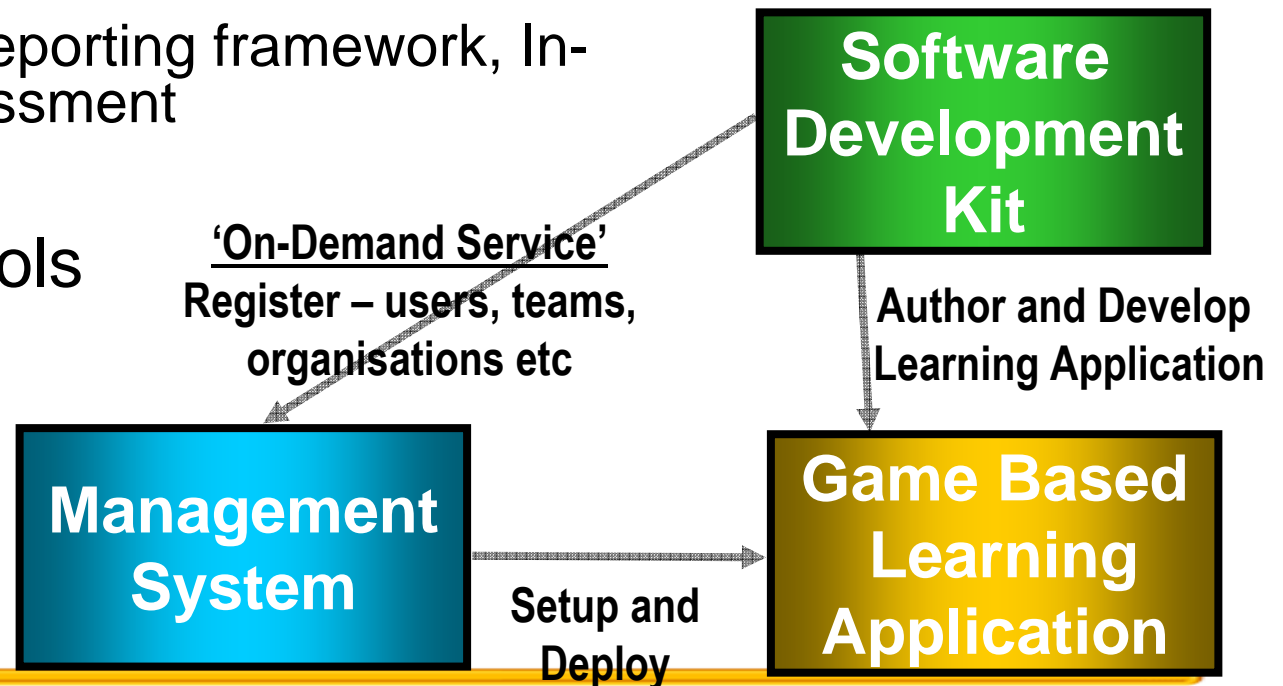 eporting framework, In-
ssment
ols
Software
Development
Kit
‘On-Demand Service’
Register – users, teams,
organisations etc
Author and Develop
Learning Application
Management
System
Setup and
Deploy
Game Based
Learning
Application